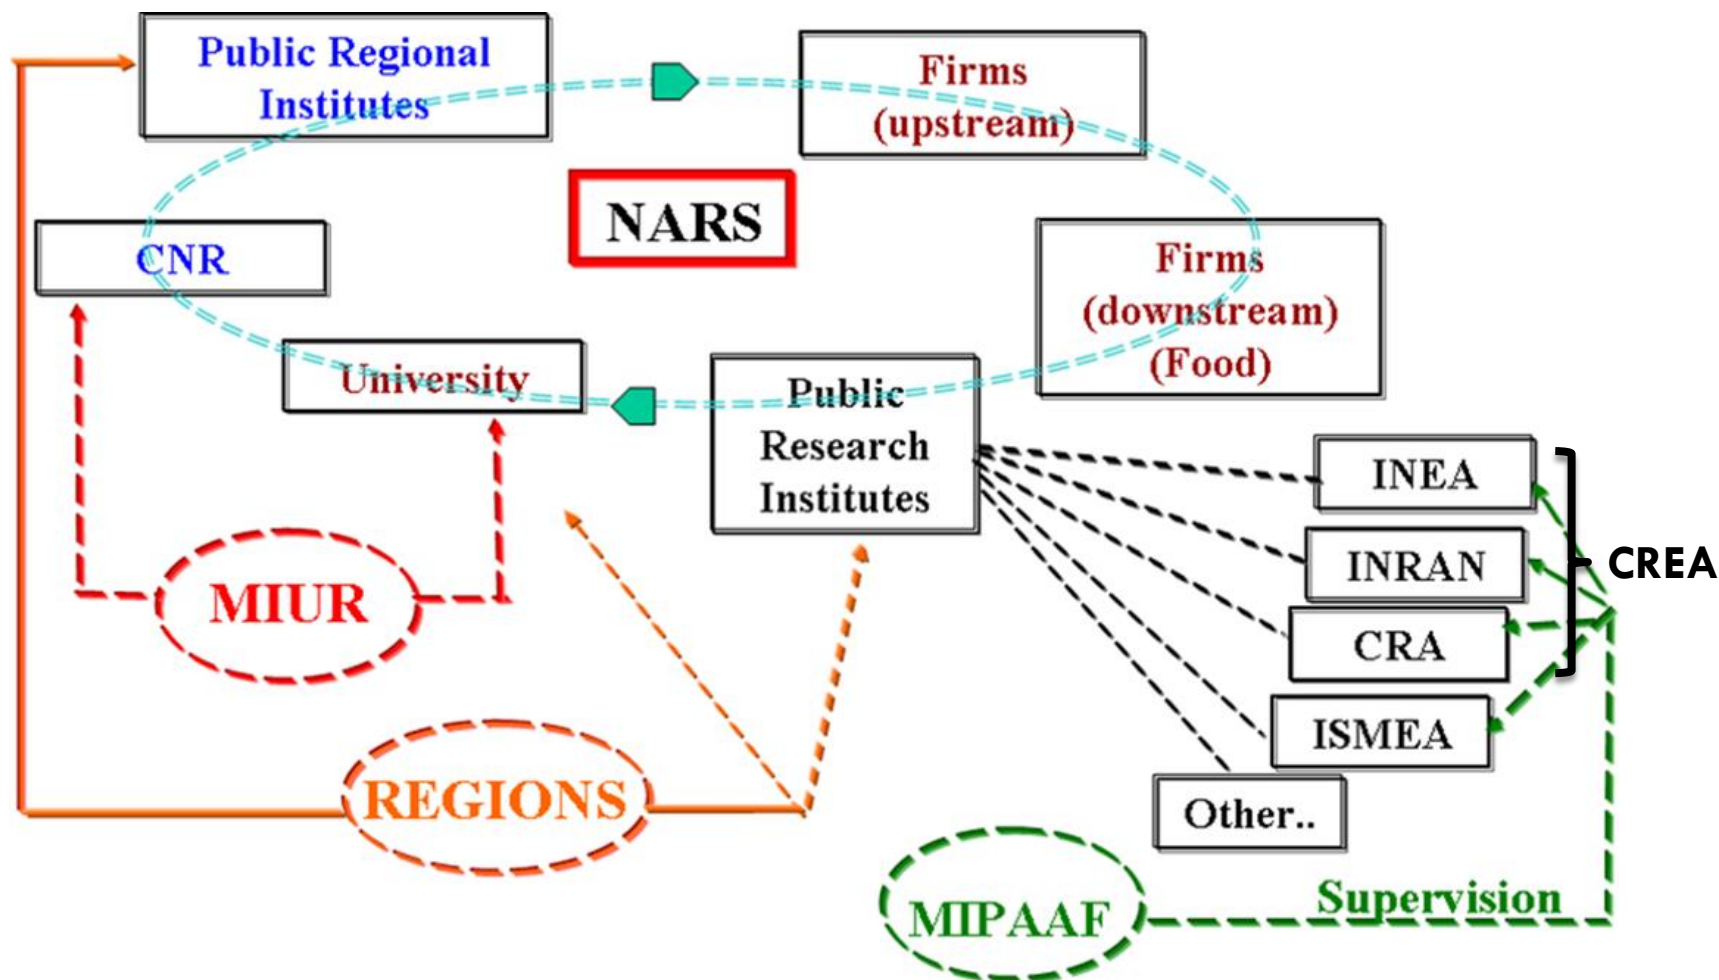 Public Regional
Institutes
Firms
(upstream)
NARS
CNR
Firms
(downstream)
(Food)
University
Public
Research
Institutes
INEA
INRAN
CREA
MIUR
CRA
ISMEA
REGIONS
Other..
Supervision
MIPAAF